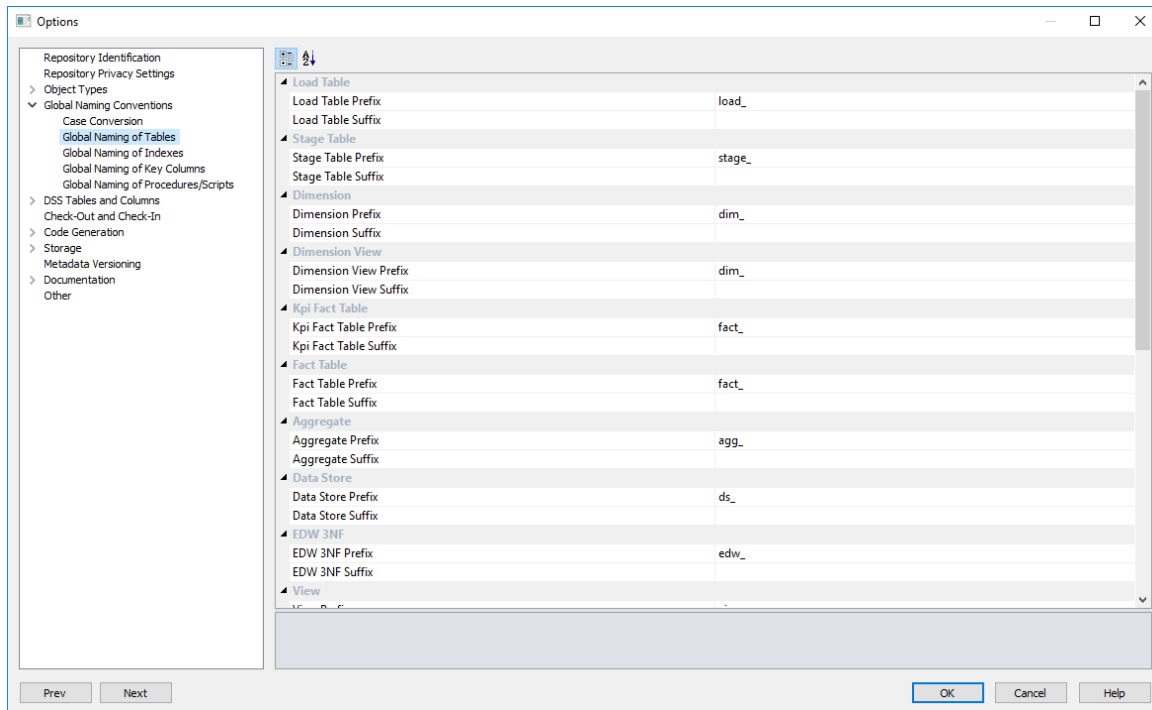 Options
Repository Identification
Repository Privacy Settings
Object Types
Global Naming Conventions
Case Conversion
Global Naming of Tables
Global Naming of Indexes
Global Naming of Key Columns
Global Naming of Procedures/Scripts
DSS Tables and Columns
Check-Out and Check-In
Code Generation
Storage
Metadata Versioning
Documentation
Other
Load Table
Load Table Prefix load_
Load Table Suffix
Stage Table
Stage Table Prefix stage_
Stage Table Suffix
Dimension
Dimension Prefix dim_
Dimension Suffix
Dimension View
Dimension View Prefix dim_
Dimension View Suffix
Kpi Fact Table
Kpi Fact Table Prefix fact_
Kpi Fact Table Suffix
Fact Table
Fact Table Prefix fact_
Fact Table Suffix
Aggregate
Aggregate Prefix agg_
Aggregate Suffix
Data Store
Data Store Prefix ds_
Data Store Suffix
EDW 3NF
EDW 3NF Prefix edw_
EDW 3NF Suffix
View
Prev Next OK Cancel Help